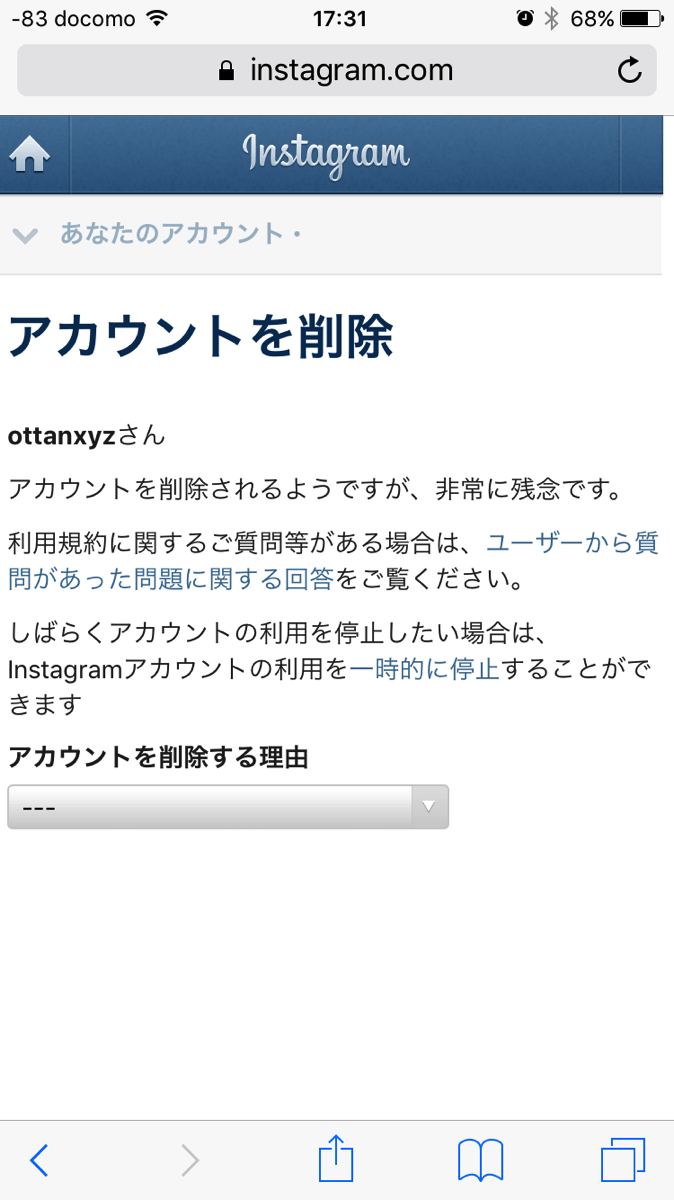 -83 docomo 17:31 68%
instagram.com
Instagram
あなたのアカウント・
アカウントを削除
ottanxyzさん
アカウントを削除されるようですが、非常に残念です。
利用規約に関するご質問等がある場合は、ユーザーから質
問があった問題に関する回答をご覧ください。
しばらくアカウントの利用を停止したい場合は、
Instagramアカウントの利用を一時的に停止することがで
きます
アカウントを削除する理由
---